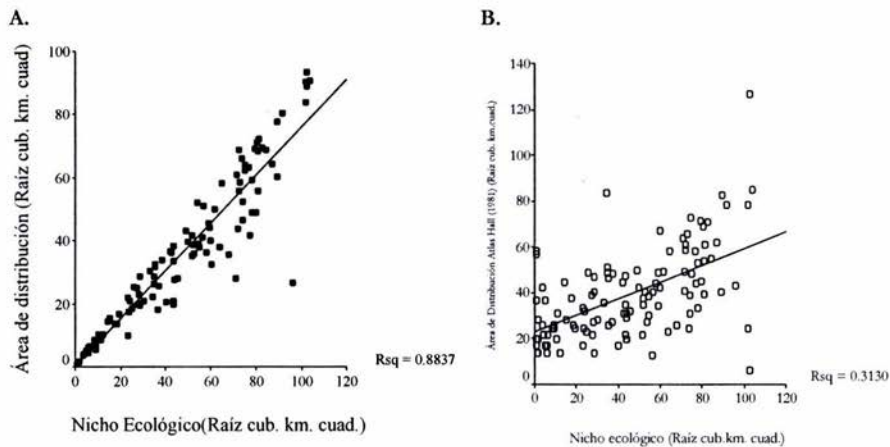 A.
Área de distribución (Raíz cub. km. cuad)
100
80
60
40
20
0
0 20 40 60 80 100 120
Rsq = 0.8837
Nicho Ecológico(Raíz cub. km. cuad.)
B.
Área de Distribución Atlas Hall (1981) (Raíz cub. km.cuad.)
140
120
100
80
60
40
20
0
0 20 40 60 80 100 120
Rsq = 0.3130
Nicho ecológico (Raíz cub.km. cuad.)